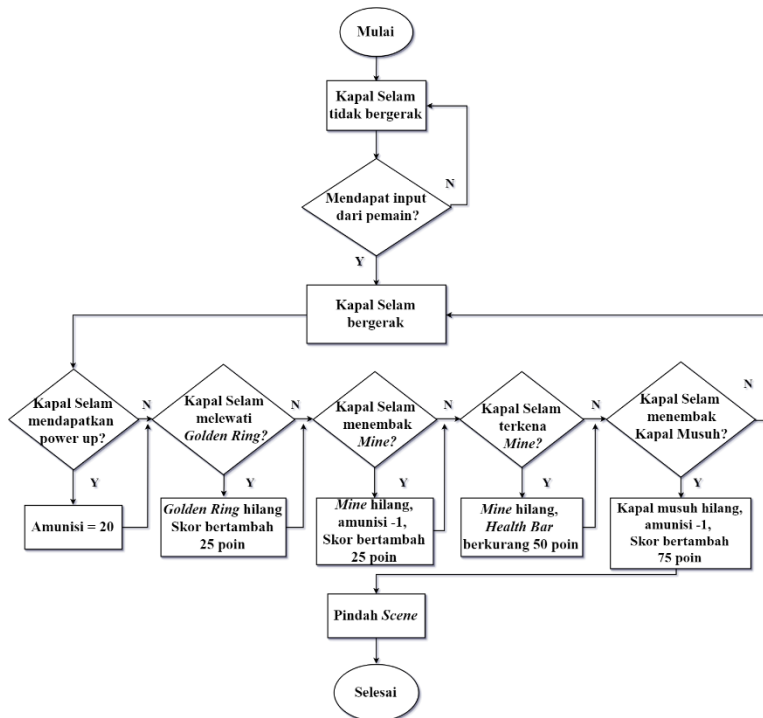 Mulai
Kapal Selam
tidak bergerak
N
Mendapat input
dari pemain?
Y
Kapal Selam
bergerak
Kapal Selam
mendapatkan
power up?
N
Y
Amunisi = 20
Kapal Selam
melewati
Golden Ring?
N
Y
Golden Ring hilang
Skor bertambah
25 poin
Kapal Selam
menembak
Mine?
N
Y
Mine hilang,
amunisi -1,
Skor bertambah
25 poin
Kapal Selam
terkena
Mine?
N
Y
Mine hilang,
Health Bar
berkurang 50 poin
Kapal Selam
menembak
Kapal Musuh?
N
Y
Kapal musuh hilang,
amunisi -1,
Skor bertambah
75 poin
Pindah Scene
Selesai